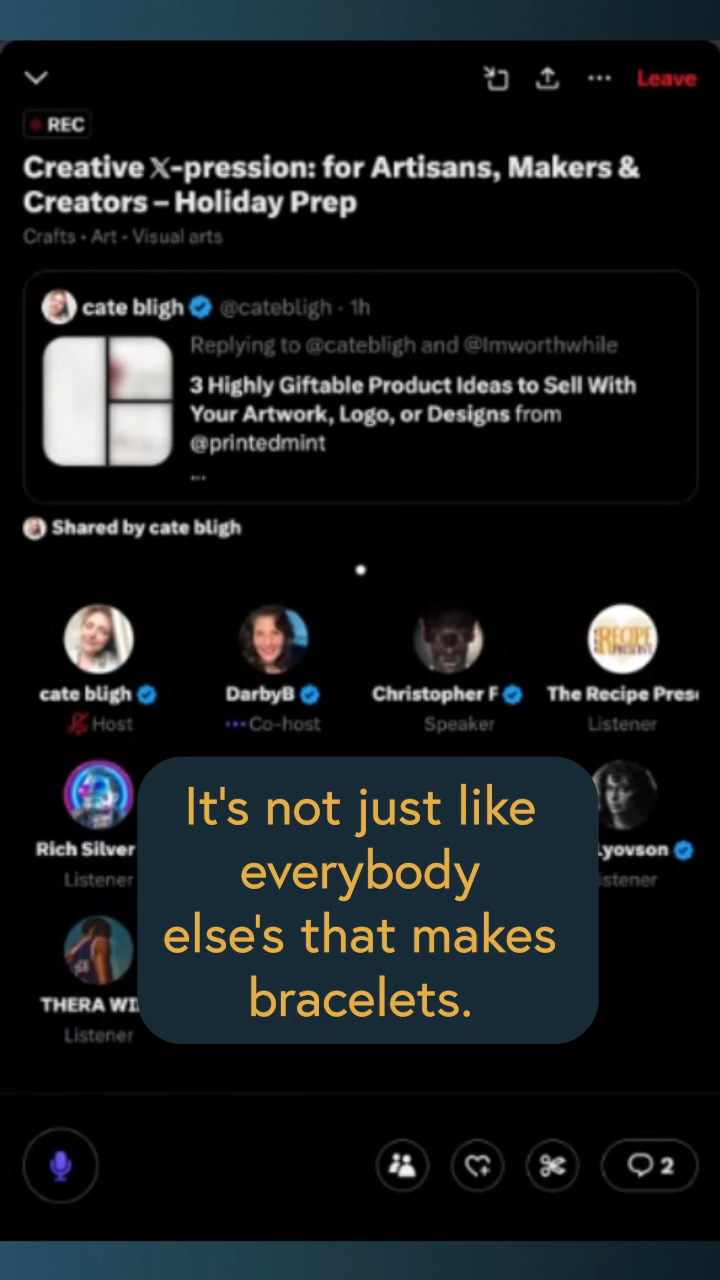 Leave
REC
Creative X-pression: for Artisans, Makers &
Creators – Holiday Prep
Crafts • Art • Visual arts
cate bligh @catebligh · 1h
Replying to @catebligh and @Imworthwhile
3 Highly Giftable Product Ideas to Sell With
Your Artwork, Logo, or Designs from
@printedmint
...
Shared by cate bligh
cate bligh DarbyB Christopher F The Recipe Pres
Host Co-host Speaker Listener
It's not just like
everybody
else's that makes
bracelets.
Rich Silver yovson
Listener stener
THERA WI
Listener
2